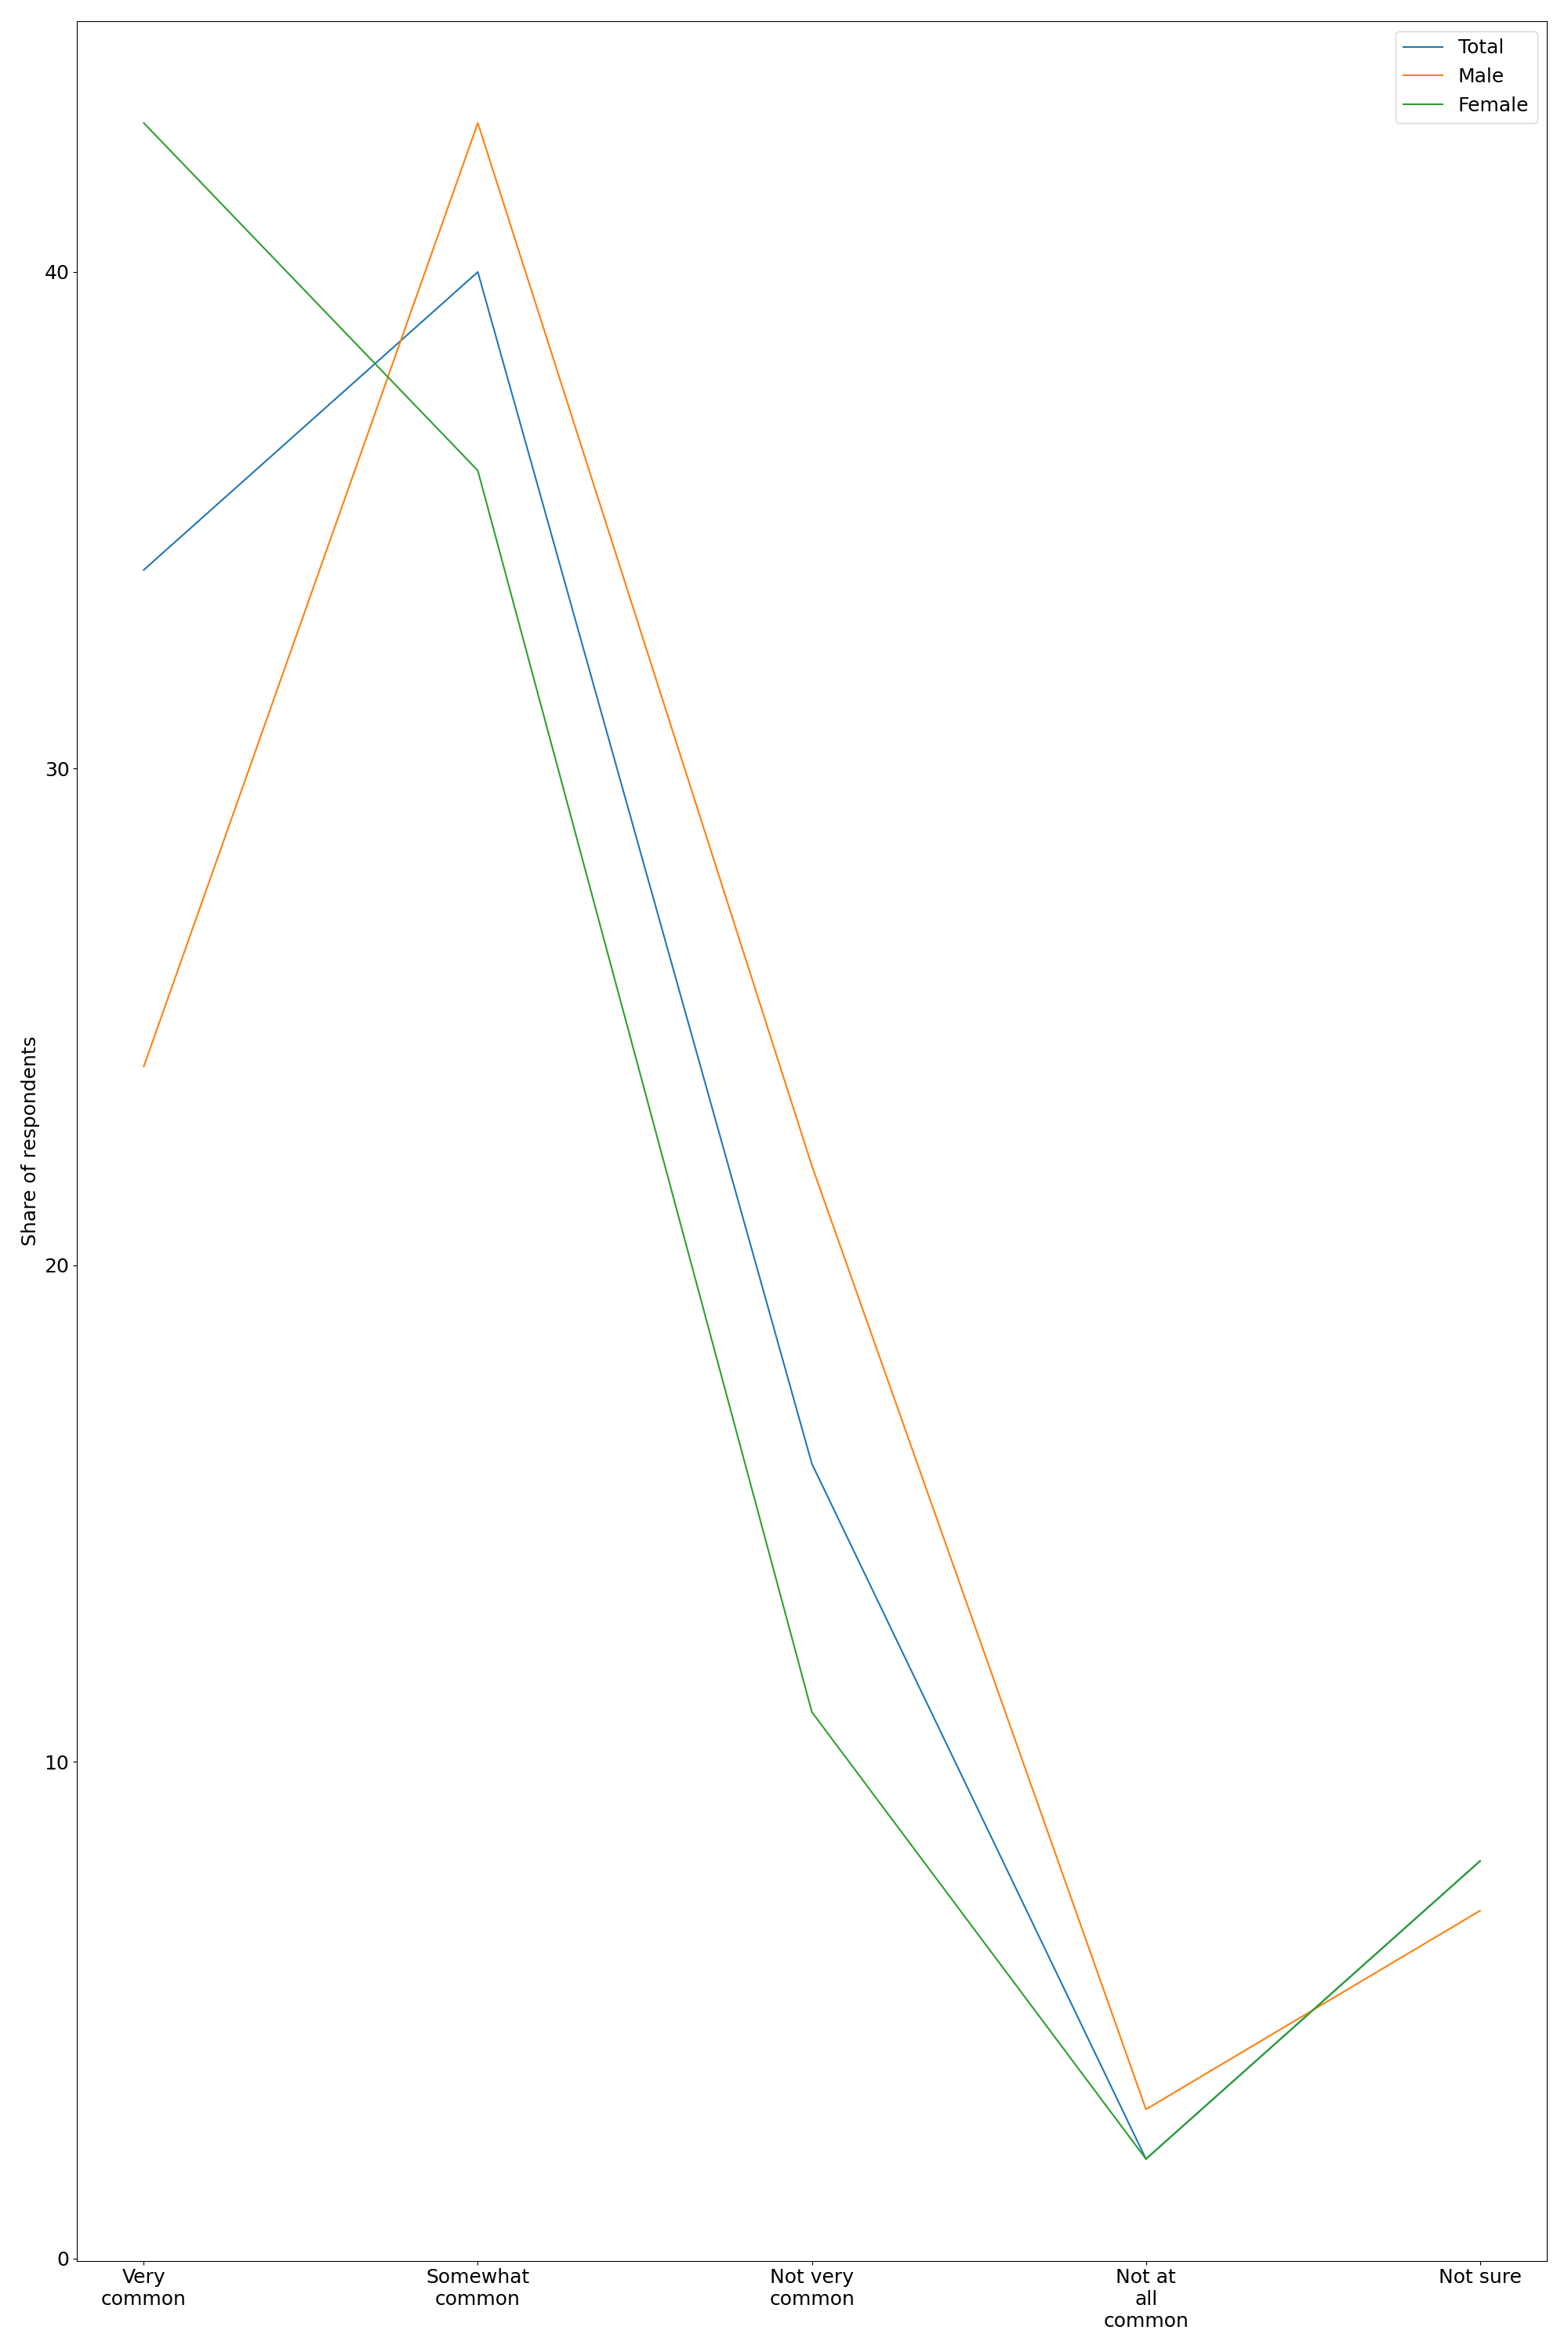 Total
Male
Female
40
30
20
10
0
Share of respondents
Very
common
Somewhat
common
Not very
common
Not at
all
common
Not sure